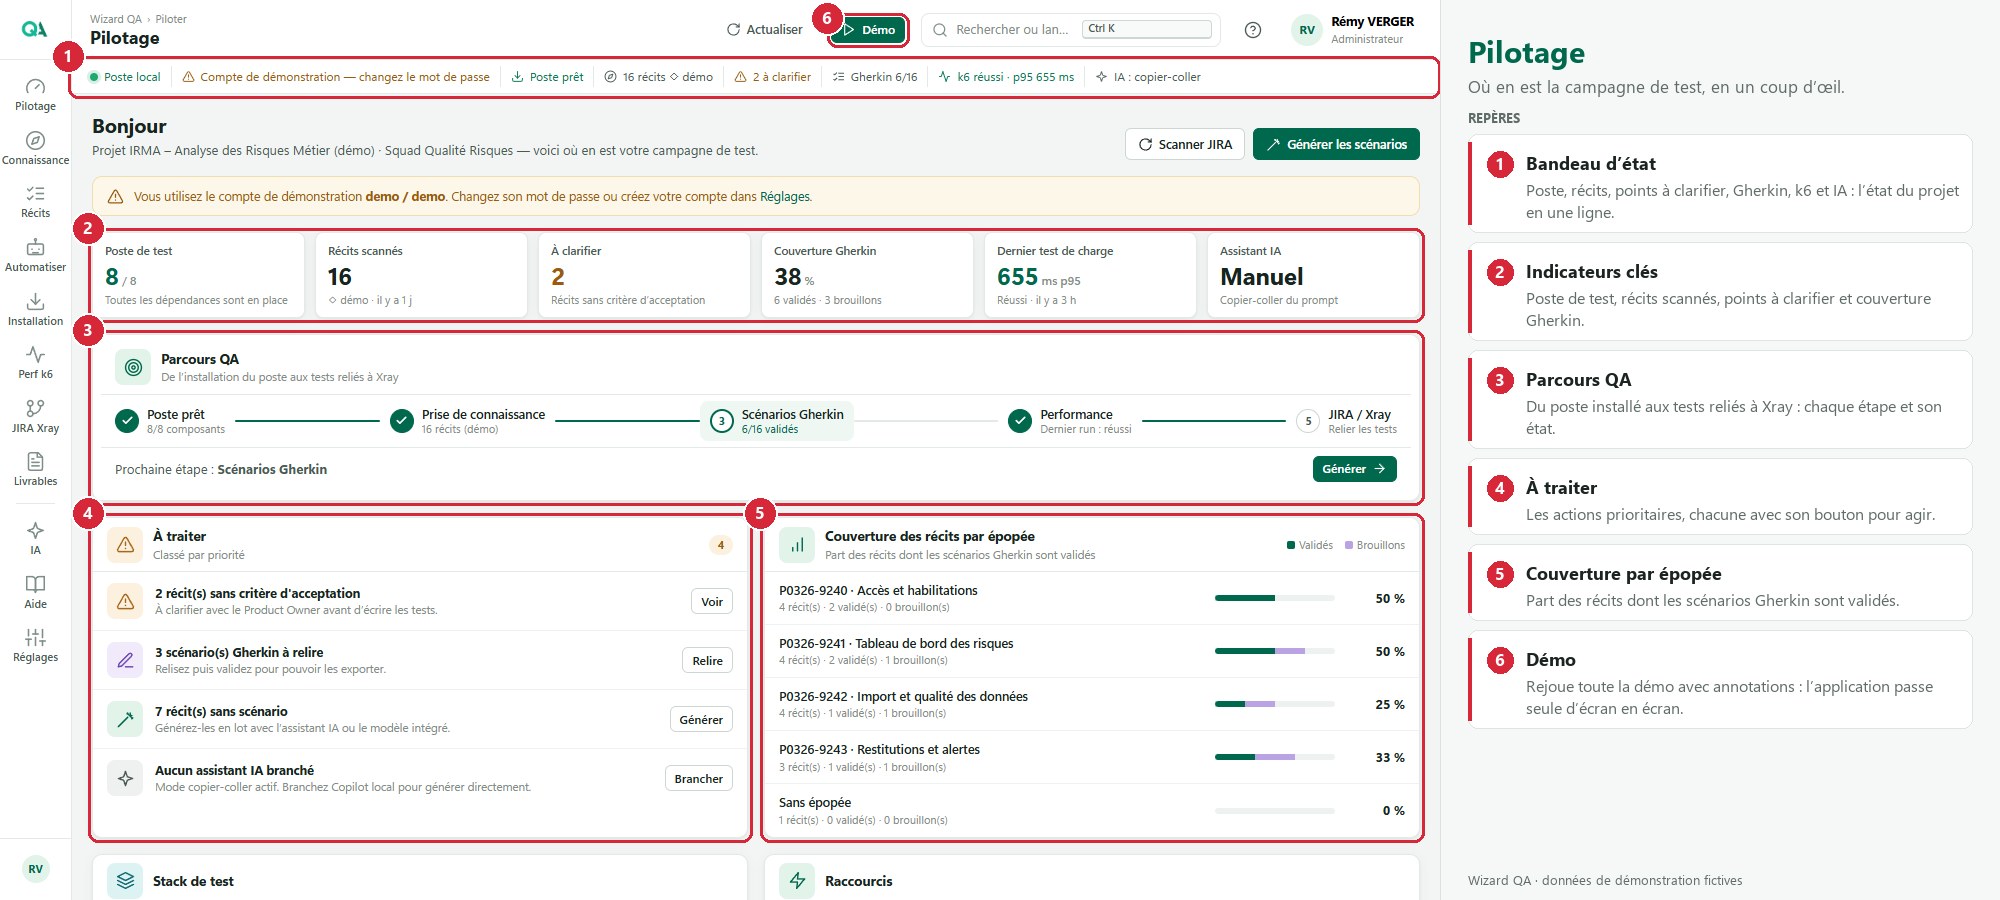 QA
Wizard QA › Piloter
Pilotage
Actualiser
6
Démo
Rechercher ou lan...
Ctrl K
RV
Rémy VERGER
Administrateur
1
Poste local
Compte de démonstration — changez le mot de passe
Poste prêt
16 récits ◇ démo
2 à clarifier
Gherkin 6/16
k6 réussi · p95 655 ms
IA : copier-coller
Pilotage
Connaissance
Récits
Automatiser
Installation
Perf k6
JIRA Xray
Livrables
IA
Aide
Réglages
RV
Bonjour
Projet IRMA – Analyse des Risques Métier (démo) · Squad Qualité Risques — voici où en est votre campagne de test.
Scanner JIRA
Générer les scénarios
Vous utilisez le compte de démonstration demo / demo. Changez son mot de passe ou créez votre compte dans Réglages.
2
Poste de test
8 / 8
Toutes les dépendances sont en place
Récits scannés
16
◇ démo · il y a 1 j
À clarifier
2
Récits sans critère d'acceptation
Couverture Gherkin
38 %
6 validés · 3 brouillons
Dernier test de charge
655 ms p95
Réussi · il y a 3 h
Assistant IA
Manuel
Copier-coller du prompt
3
Parcours QA
De l'installation du poste aux tests reliés à Xray
Poste prêt
8/8 composants
Prise de connaissance
16 récits (démo)
3
Scénarios Gherkin
6/16 validés
Performance
Dernier run : réussi
5
JIRA / Xray
Relier les tests
Prochaine étape : Scénarios Gherkin
Générer
4
À traiter
Classé par priorité
4
2 récit(s) sans critère d'acceptation
À clarifier avec le Product Owner avant d'écrire les tests.
Voir
3 scénario(s) Gherkin à relire
Relisez puis validez pour pouvoir les exporter.
Relire
7 récit(s) sans scénario
Générez-les en lot avec l'assistant IA ou le modèle intégré.
Générer
Aucun assistant IA branché
Mode copier-coller actif. Branchez Copilot local pour générer directement.
Brancher
5
Couverture des récits par épopée
Part des récits dont les scénarios Gherkin sont validés
Validés
Brouillons
P0326-9240 · Accès et habilitations
4 récit(s) · 2 validé(s) · 0 brouillon(s)
50 %
P0326-9241 · Tableau de bord des risques
4 récit(s) · 2 validé(s) · 1 brouillon(s)
50 %
P0326-9242 · Import et qualité des données
4 récit(s) · 1 validé(s) · 1 brouillon(s)
25 %
P0326-9243 · Restitutions et alertes
3 récit(s) · 1 validé(s) · 1 brouillon(s)
33 %
Sans épopée
1 récit(s) · 0 validé(s) · 0 brouillon(s)
0 %
Stack de test
Raccourcis
Pilotage
Où en est la campagne de test, en un coup d'œil.
REPÈRES
1
Bandeau d'état
Poste, récits, points à clarifier, Gherkin, k6 et IA : l'état du projet
en une ligne.
2
Indicateurs clés
Poste de test, récits scannés, points à clarifier et couverture
Gherkin.
3
Parcours QA
Du poste installé aux tests reliés à Xray : chaque étape et son
état.
4
À traiter
Les actions prioritaires, chacune avec son bouton pour agir.
5
Couverture par épopée
Part des récits dont les scénarios Gherkin sont validés.
6
Démo
Rejoue toute la démo avec annotations : l'application passe
seule d'écran en écran.
Wizard QA · données de démonstration fictives